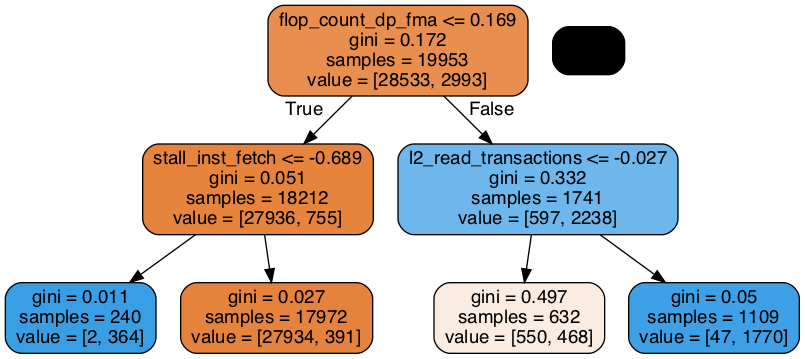 flop_count_dp_fma <= 0.169
gini = 0.172
samples = 19953
value = [28533, 2993]
True
False
stall_inst_fetch <= -0.689
gini = 0.051
samples = 18212
value = [27936, 755]
l2_read_transactions <= -0.027
gini = 0.332
samples = 1741
value = [597, 2238]
gini = 0.011
samples = 240
value = [2, 364]
gini = 0.027
samples = 17972
value = [27934, 391]
gini = 0.497
samples = 632
value = [550, 468]
gini = 0.05
samples = 1109
value = [47, 1770]